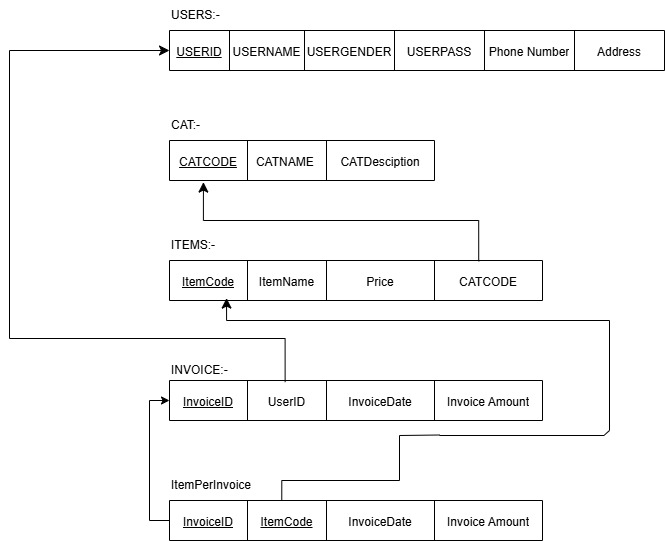 USERS:-
USERID USERNAME USERGENDER USERPASS Phone Number Address
CAT:-
CATCODE CATNAME CATDesciption
ITEMS:-
ItemCode ItemName Price CATCODE
INVOICE:-
InvoiceID UserID InvoiceDate Invoice Amount
ItemPerInvoice
InvoiceID ItemCode InvoiceDate Invoice Amount